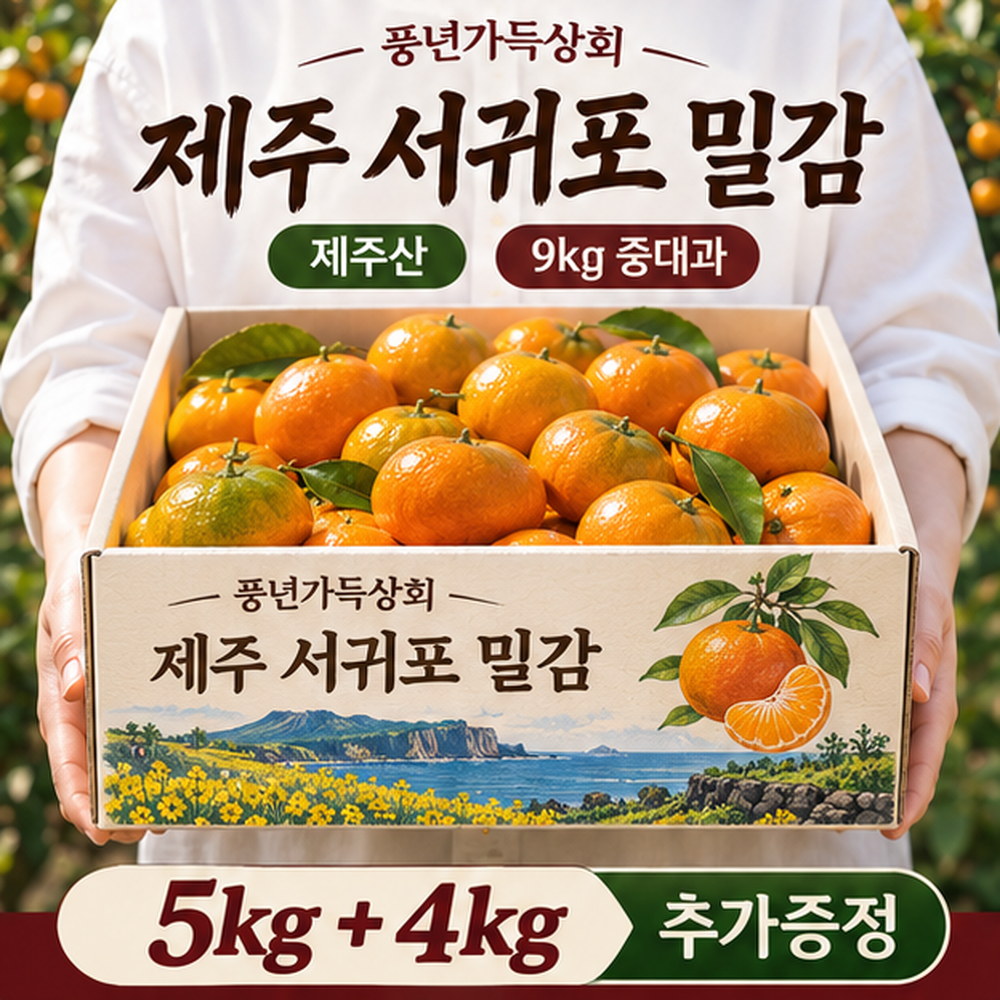 풍년가득상회
제주 서귀포 밀감
제주산
9kg 중대과
풍년가득상회
제주 서귀포 밀감
5kg + 4kg
추가증정